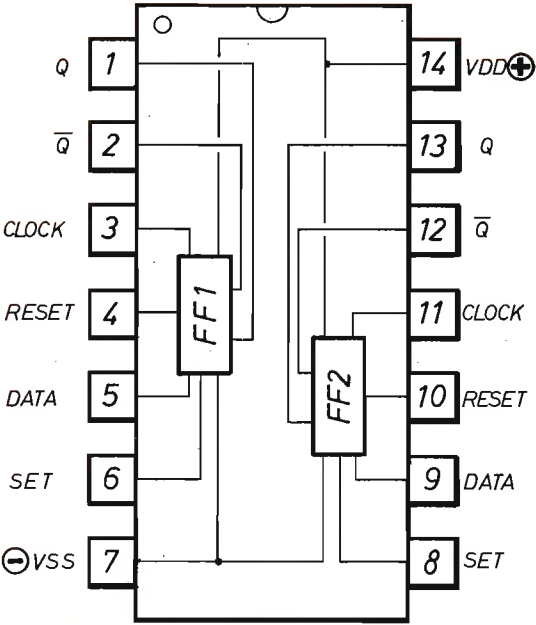 Q 1 14 VDD⊕
Q̅ 2 13 Q
CLOCK 3 12 Q̅
RESET 4 11 CLOCK
FF1
DATA 5 10 RESET
FF2
SET 6 9 DATA
⊖VSS 7 8 SET